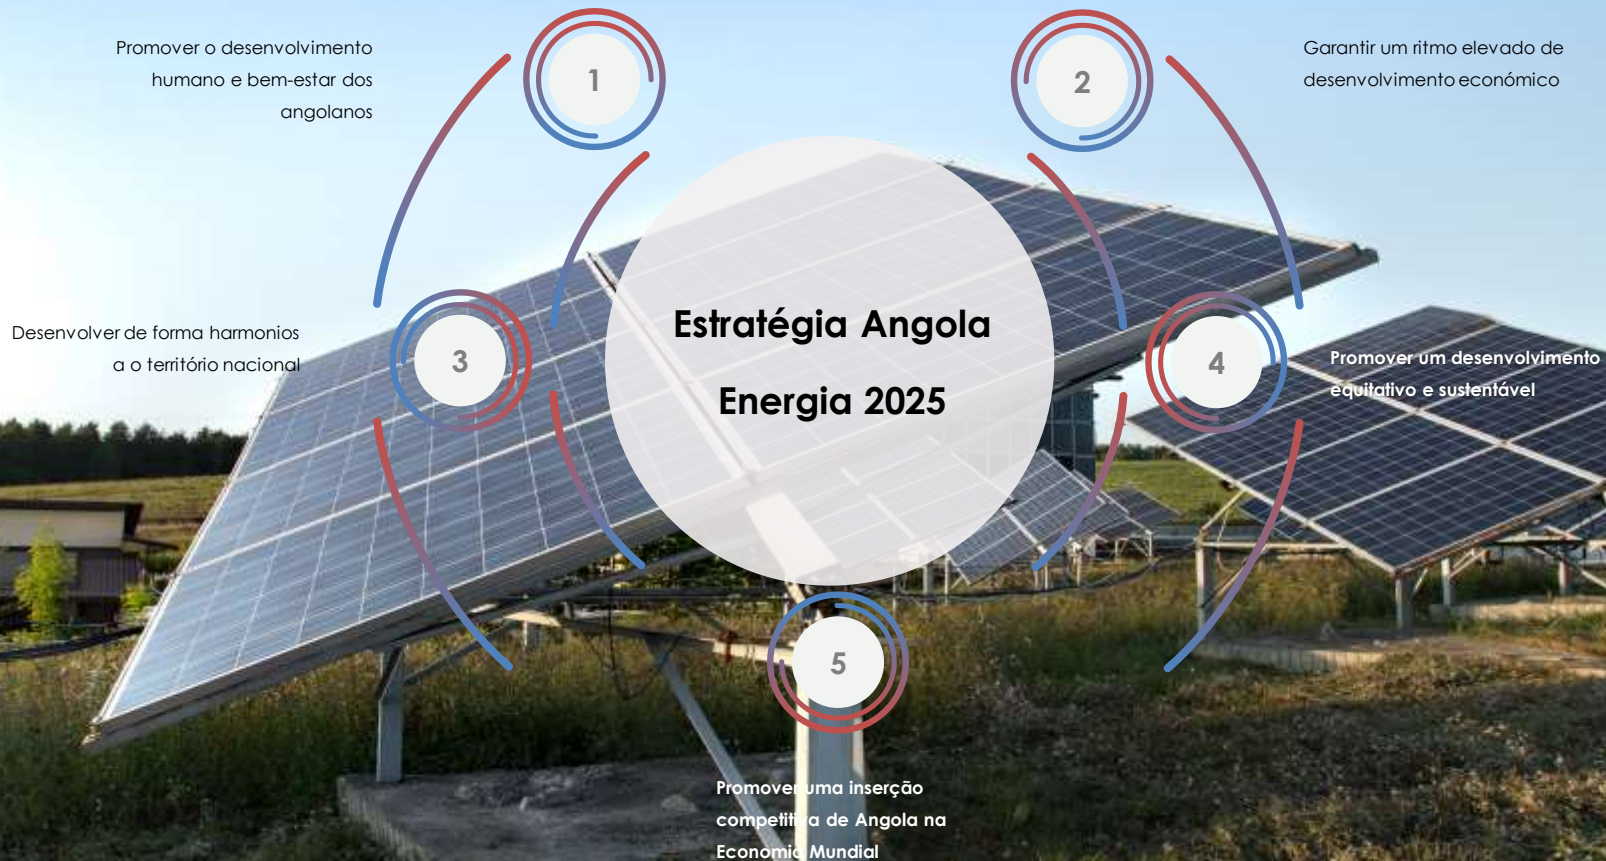 1
Promover o desenvolvimento
humano e bem-estar dos
angolanos
2
Garantir um ritmo elevado de
desenvolvimento económico
3
Desenvolver de forma harmonios
a o território nacional
Estratégia Angola
Energia 2025
4
Promover um desenvolvimento
equitativo e sustentável
5
Promover uma inserção
competitiva de Angola na
Economia Mundial